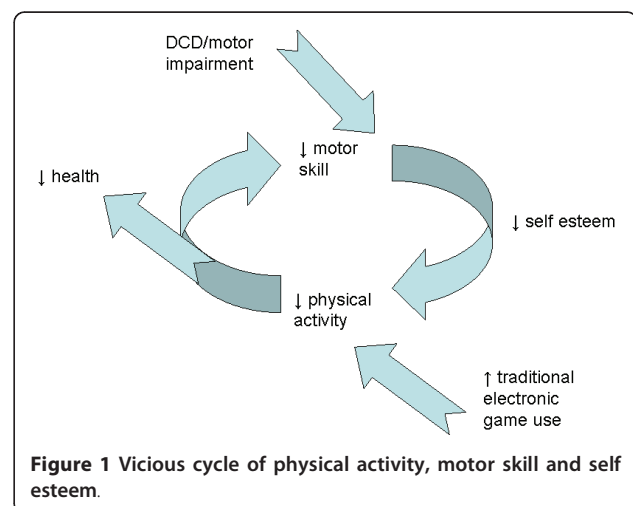 DCD/motor
impairment
↓ motor
skill
↓ health
↓ self esteem
↓ physical
activity
↑ traditional
electronic
game use
Figure 1 Vicious cycle of physical activity, motor skill and self
esteem.